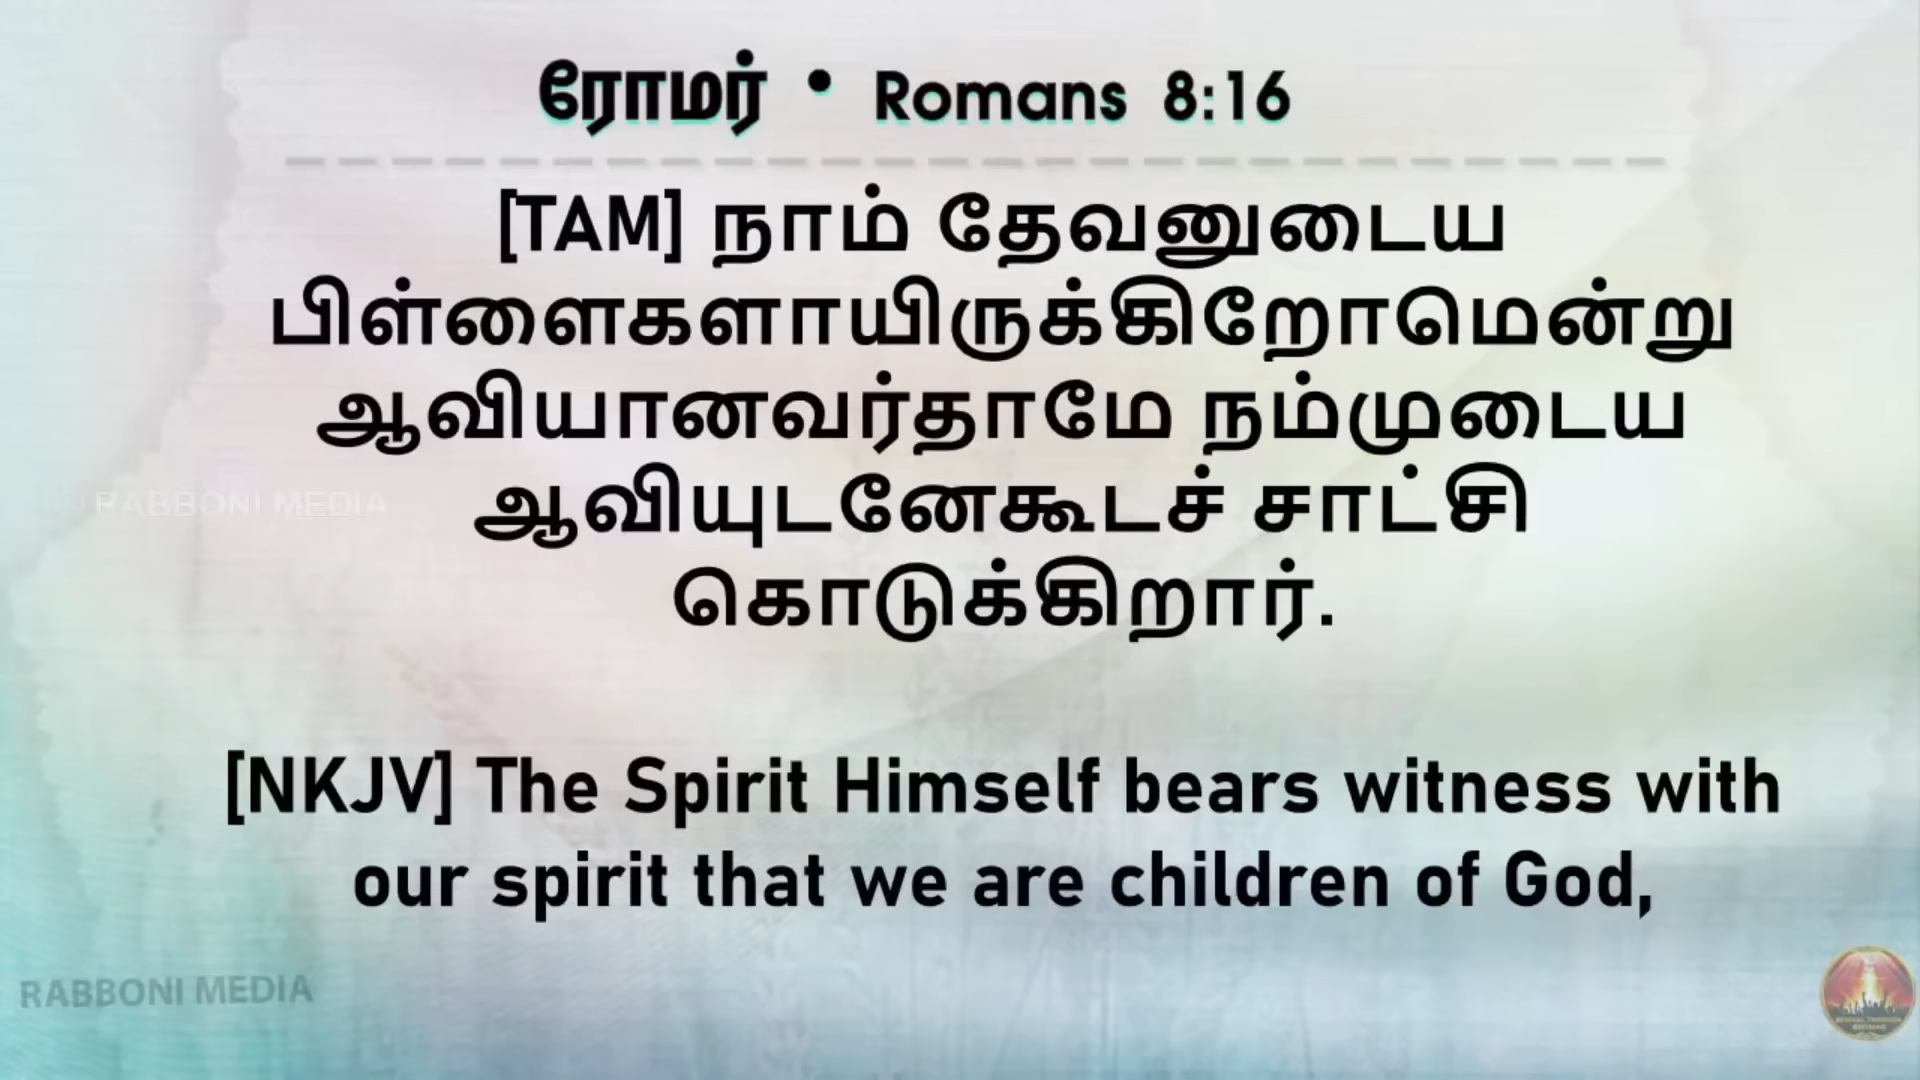 ரோமர் • Romans 8:16
[TAM] நாம் தேவனுடைய
பிள்ளைகளாயிருக்கிறோமென்று
ஆவியானவர்தாமே நம்முடைய
ஆவியுடனேகூடச் சாட்சி
கொடுக்கிறார்.
© RABBONI MEDIA
[NKJV] The Spirit Himself bears witness with
our spirit that we are children of God,
RABBONI MEDIA